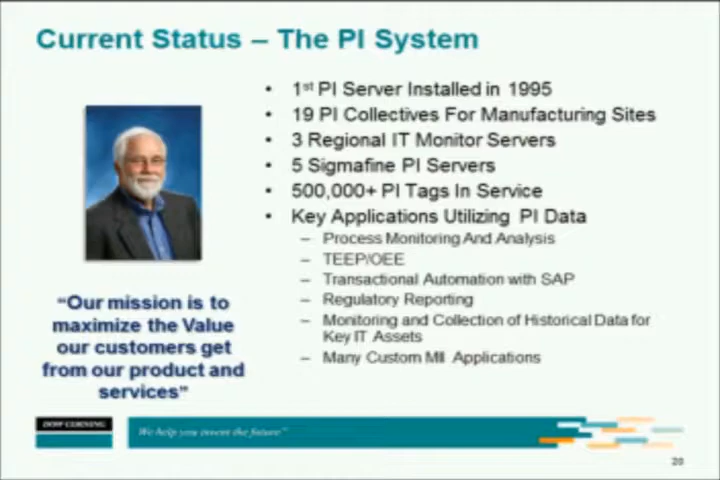 Current Status – The PI System
• 1st PI Server Installed in 1995
• 19 PI Collectives For Manufacturing Sites
• 3 Regional IT Monitor Servers
• 5 Sigmafine PI Servers
• 500,000+ PI Tags In Service
• Key Applications Utilizing PI Data
– Process Monitoring And Analysis
– TEEP/OEE
– Transactional Automation with SAP
– Regulatory Reporting
– Monitoring and Collection of Historical Data for
Key IT Assets
– Many Custom MII Applications
“Our mission is to
maximize the Value
our customers get
from our product and
services”
DOW CORNING
We help you invent the future™
20